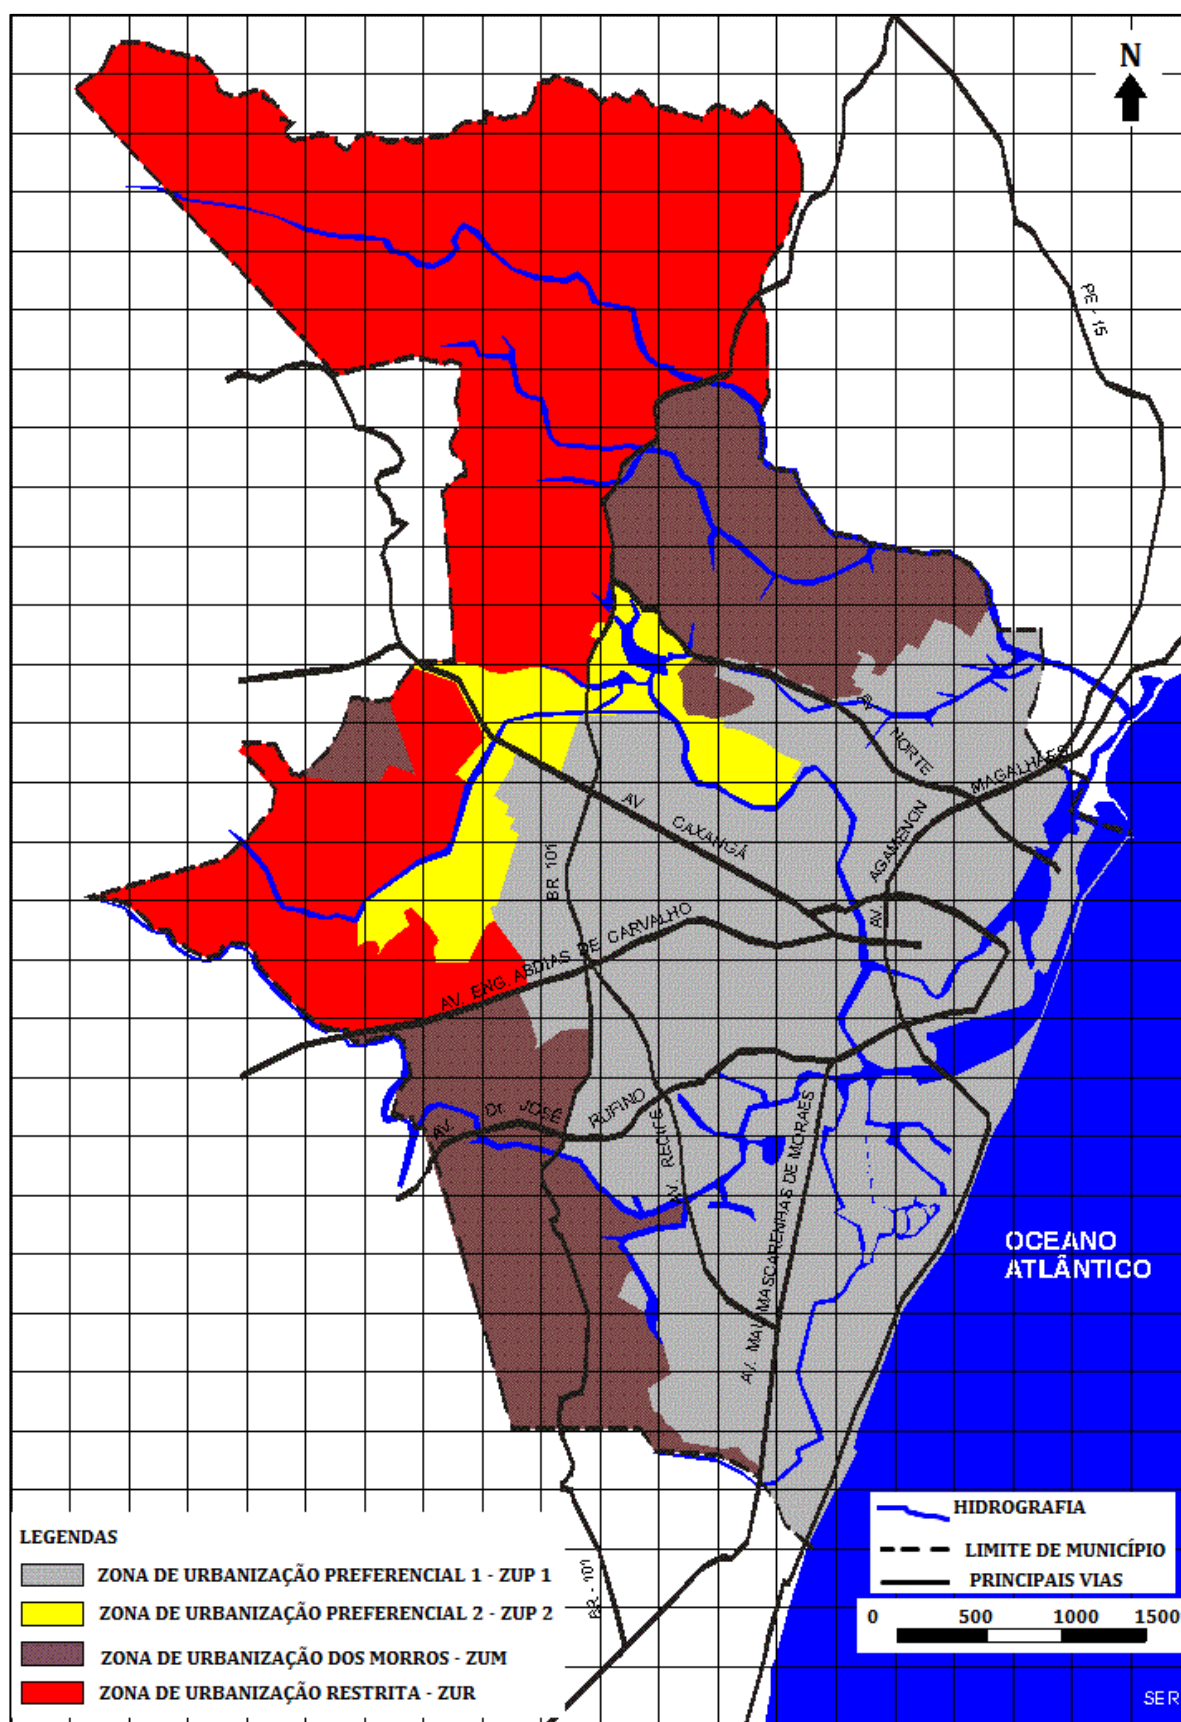 N
PE - 15
AV. NORTE
AV. AGAMENON MAGALHÃES
AV. CAXANGÁ
BR 101
AV. ENG. ABDIAS DE CARVALHO
AV. Dr. JOSÉ RUFINO
AV. RECIFE
AV. MAL. MASCARENHAS DE MORAES
OCEANO
ATLÂNTICO
BR - 101
LEGENDAS
ZONA DE URBANIZAÇÃO PREFERENCIAL 1 - ZUP 1
ZONA DE URBANIZAÇÃO PREFERENCIAL 2 - ZUP 2
ZONA DE URBANIZAÇÃO DOS MORROS - ZUM
ZONA DE URBANIZAÇÃO RESTRITA - ZUR
HIDROGRAFIA
LIMITE DE MUNICÍPIO
PRINCIPAIS VIAS
0 500 1000 1500
SER